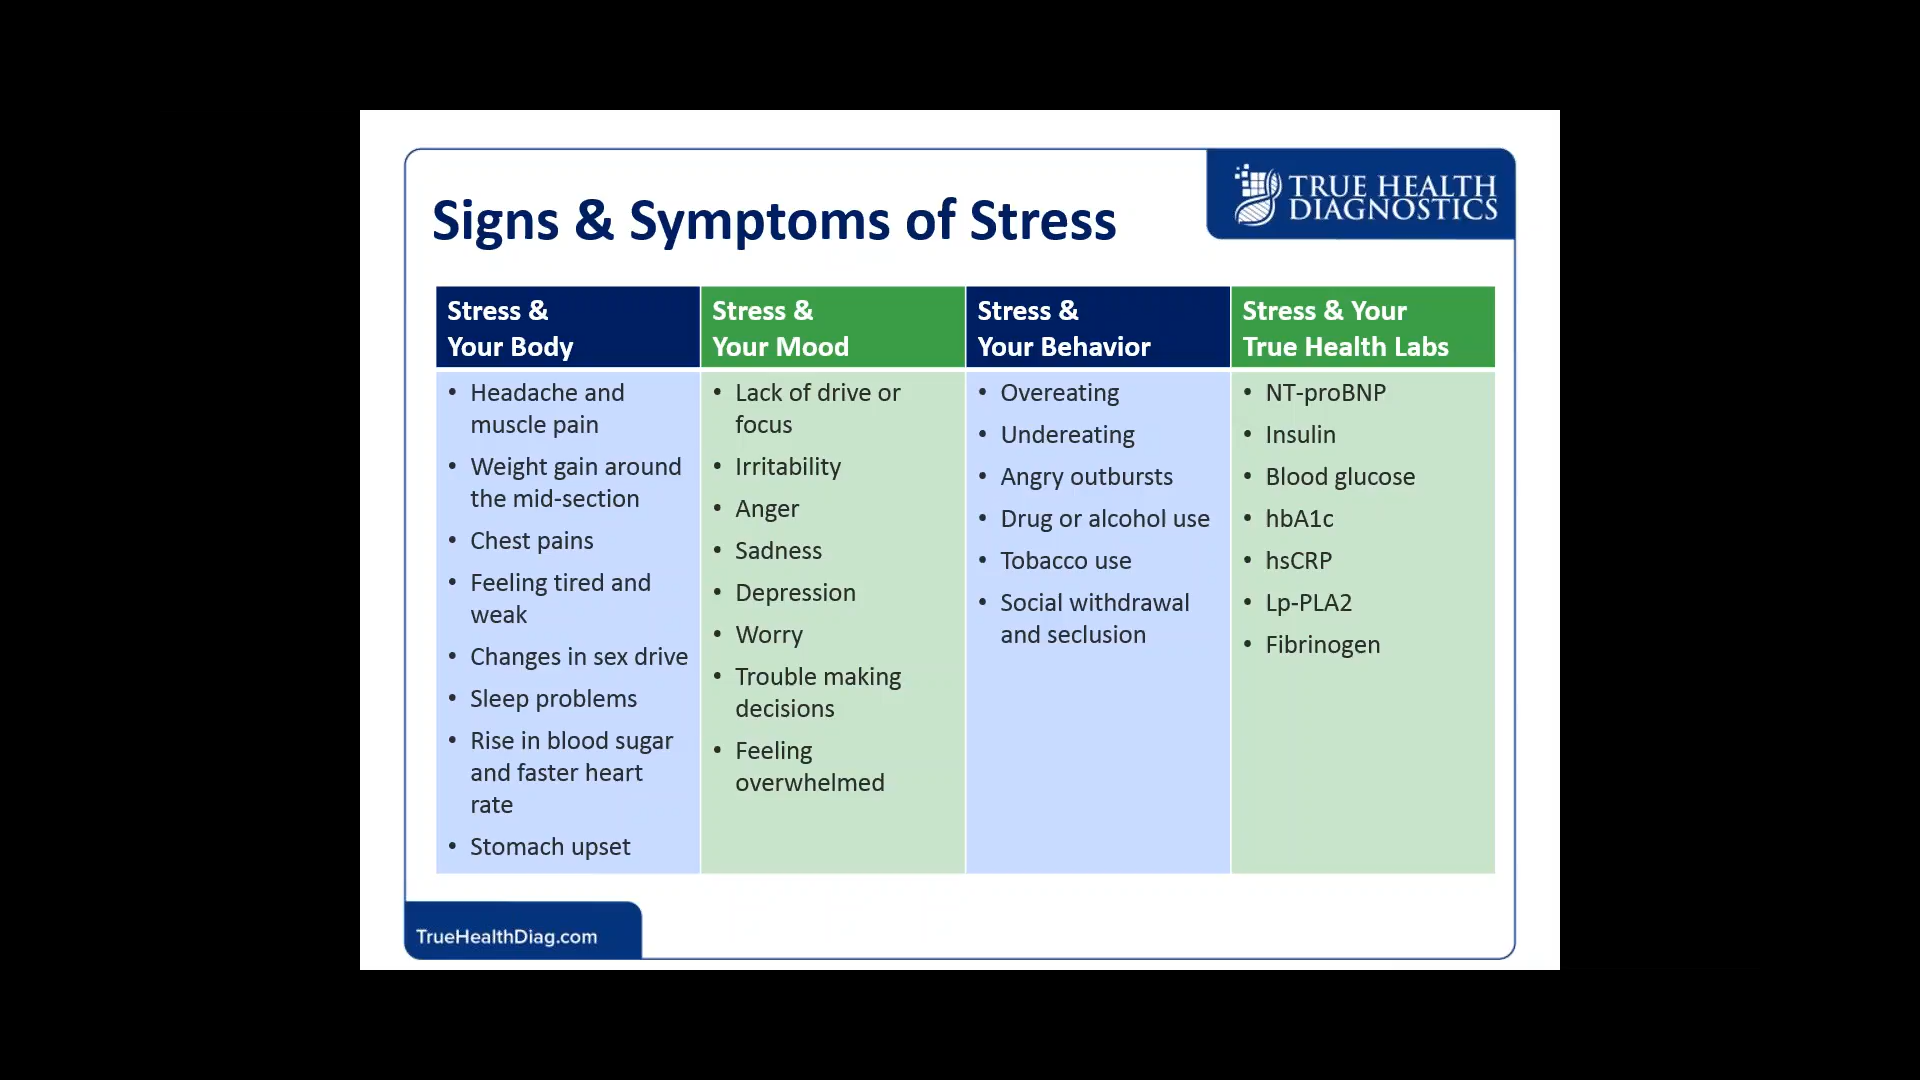 TRUE HEALTH
DIAGNOSTICS
Signs & Symptoms of Stress
Stress &
Your Body
• Headache and
muscle pain
• Weight gain around
the mid-section
• Chest pains
• Feeling tired and
weak
• Changes in sex drive
• Sleep problems
• Rise in blood sugar
and faster heart
rate
• Stomach upset
Stress &
Your Mood
• Lack of drive or
focus
• Irritability
• Anger
• Sadness
• Depression
• Worry
• Trouble making
decisions
• Feeling
overwhelmed
Stress &
Your Behavior
• Overeating
• Undereating
• Angry outbursts
• Drug or alcohol use
• Tobacco use
• Social withdrawal
and seclusion
Stress & Your
True Health Labs
• NT-proBNP
• Insulin
• Blood glucose
• hbA1c
• hsCRP
• Lp-PLA2
• Fibrinogen
TrueHealthDiag.com